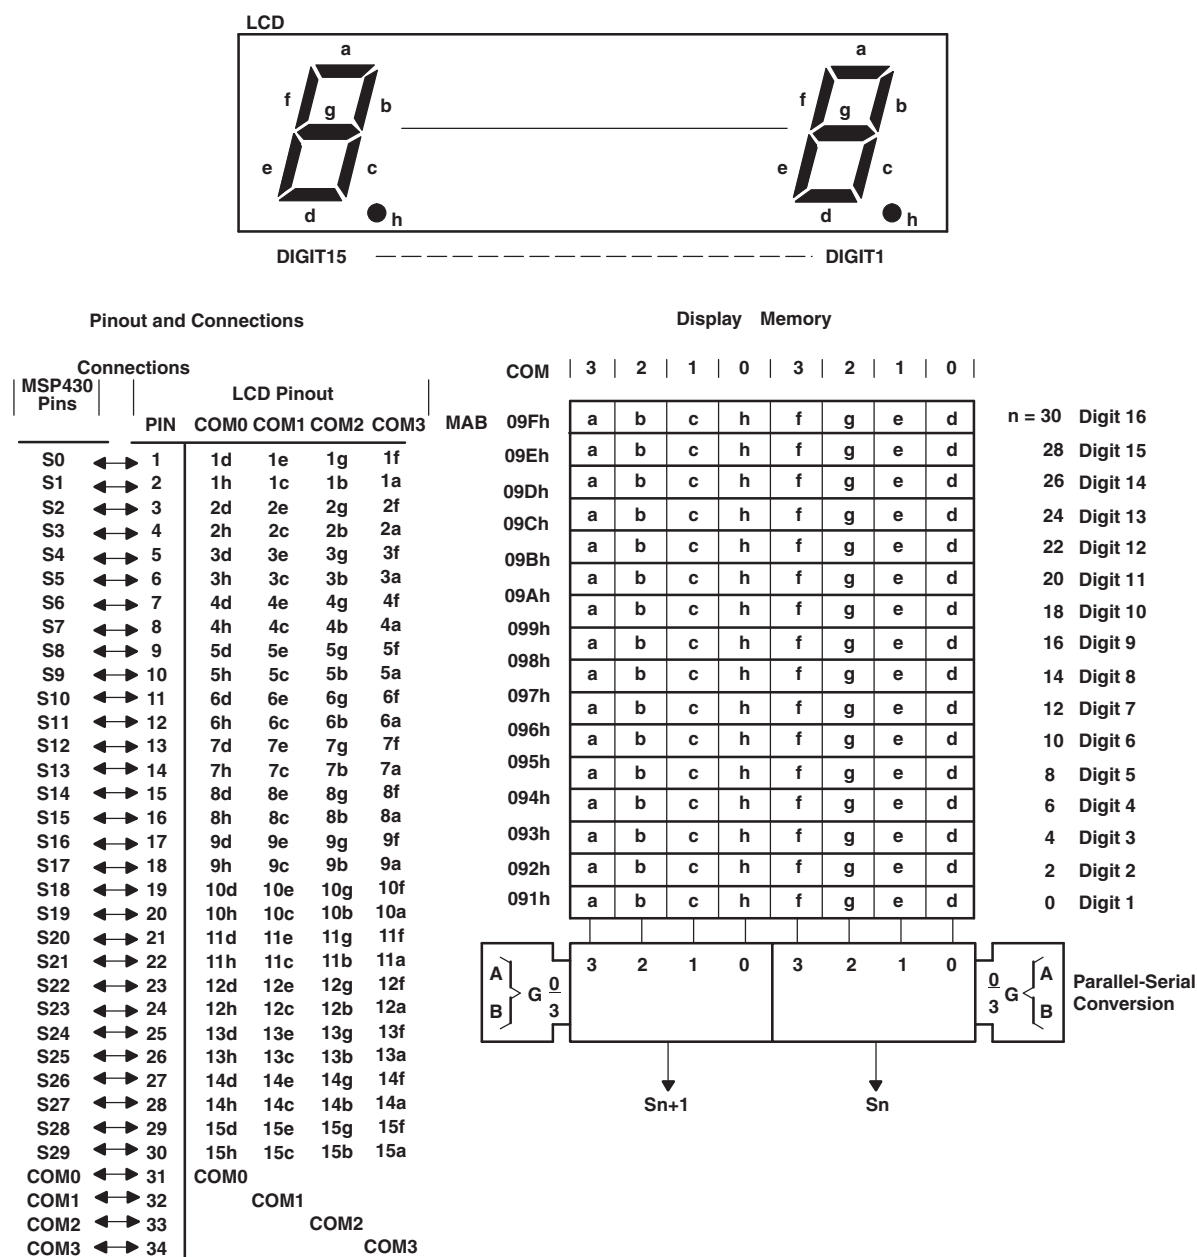 LCD
a a
f b f b
g g
e c e c
d h d h
DIGIT15 DIGIT1
Pinout and Connections
Connections
MSP430 Pins LCD Pinout
PIN COM0 COM1 COM2 COM3
S0 1 1d 1e 1g 1f
S1 2 1h 1c 1b 1a
S2 3 2d 2e 2g 2f
S3 4 2h 2c 2b 2a
S4 5 3d 3e 3g 3f
S5 6 3h 3c 3b 3a
S6 7 4d 4e 4g 4f
S7 8 4h 4c 4b 4a
S8 9 5d 5e 5g 5f
S9 10 5h 5c 5b 5a
S10 11 6d 6e 6g 6f
S11 12 6h 6c 6b 6a
S12 13 7d 7e 7g 7f
S13 14 7h 7c 7b 7a
S14 15 8d 8e 8g 8f
S15 16 8h 8c 8b 8a
S16 17 9d 9e 9g 9f
S17 18 9h 9c 9b 9a
S18 19 10d 10e 10g 10f
S19 20 10h 10c 10b 10a
S20 21 11d 11e 11g 11f
S21 22 11h 11c 11b 11a
S22 23 12d 12e 12g 12f
S23 24 12h 12c 12b 12a
S24 25 13d 13e 13g 13f
S25 26 13h 13c 13b 13a
S26 27 14d 14e 14g 14f
S27 28 14h 14c 14b 14a
S28 29 15d 15e 15g 15f
S29 30 15h 15c 15b 15a
COM0 31 COM0
COM1 32 COM1
COM2 33 COM2
COM3 34 COM3
Display Memory
COM 3 2 1 0 3 2 1 0
MAB 09Fh a b c h f g e d n = 30 Digit 16
09Eh a b c h f g e d 28 Digit 15
09Dh a b c h f g e d 26 Digit 14
09Ch a b c h f g e d 24 Digit 13
09Bh a b c h f g e d 22 Digit 12
09Ah a b c h f g e d 20 Digit 11
099h a b c h f g e d 18 Digit 10
098h a b c h f g e d 16 Digit 9
097h a b c h f g e d 14 Digit 8
096h a b c h f g e d 12 Digit 7
095h a b c h f g e d 10 Digit 6
094h a b c h f g e d 8 Digit 5
093h a b c h f g e d 6 Digit 4
092h a b c h f g e d 4 Digit 3
091h a b c h f g e d 2 Digit 2
a b c h f g e d 0 Digit 1
3 2 1 0 3 2 1 0
A B G 0 3
0 3 G A B
Parallel-Serial
Conversion
Sn+1 Sn